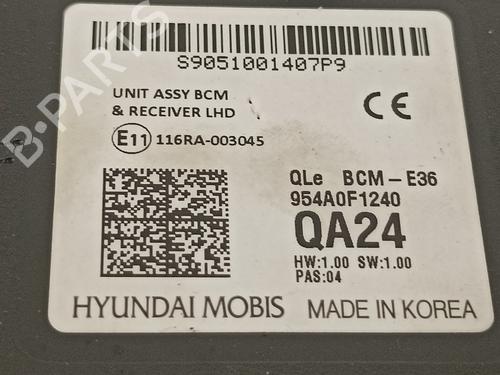 S9051001407P9
UNIT ASSY BCM
& RECEIVER LHD
E11 116RA-003045
CE
QLe BCM-E36
954A0F1240
QA24
HW:1.00 SW:1.00
PAS:04
HYUNDAI MOBIS MADE IN KOREA
B-PARTS